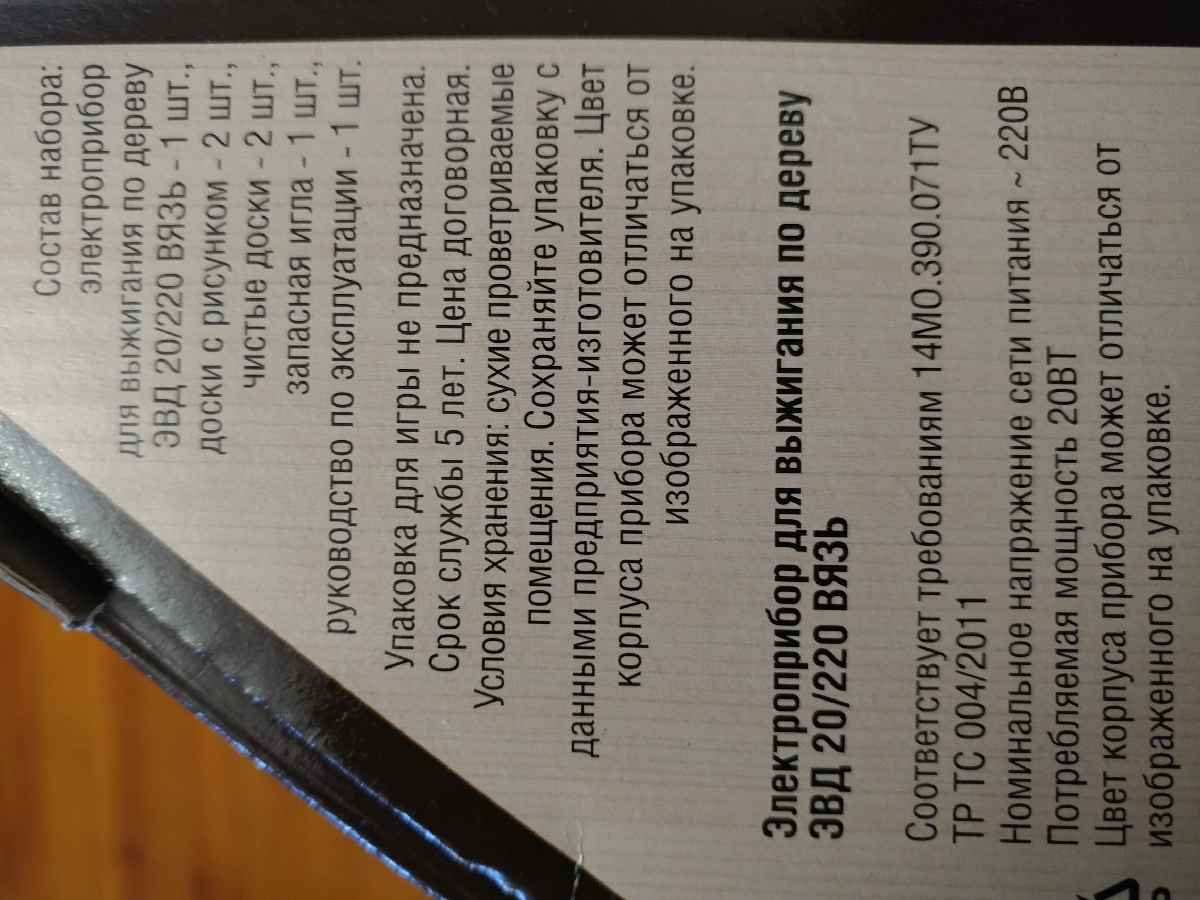 Состав набора:
электроприбор
для выжигания по дереву
ЭВД 20/220 ВЯЗЬ - 1 шт.,
доски с рисунком - 2 шт.,
чистые доски - 2 шт.,
запасная игла - 1 шт.,
руководство по эксплуатации - 1 шт.
Упаковка для игры не предназначена.
Срок службы 5 лет. Цена договорная.
Условия хранения: сухие проветриваемые
помещения. Сохраняйте упаковку с
данными предприятия-изготовителя. Цвет
корпуса прибора может отличаться от
изображенного на упаковке.
Электроприбор для выжигания по дереву
ЭВД 20/220 ВЯЗЬ
Соответствует требованиям 14МО.390.071ТУ
ТР ТС 004/2011
Номинальное напряжение сети питания ~ 220В
Потребляемая мощность 20ВТ
Цвет корпуса прибора может отличаться от
изображенного на упаковке.